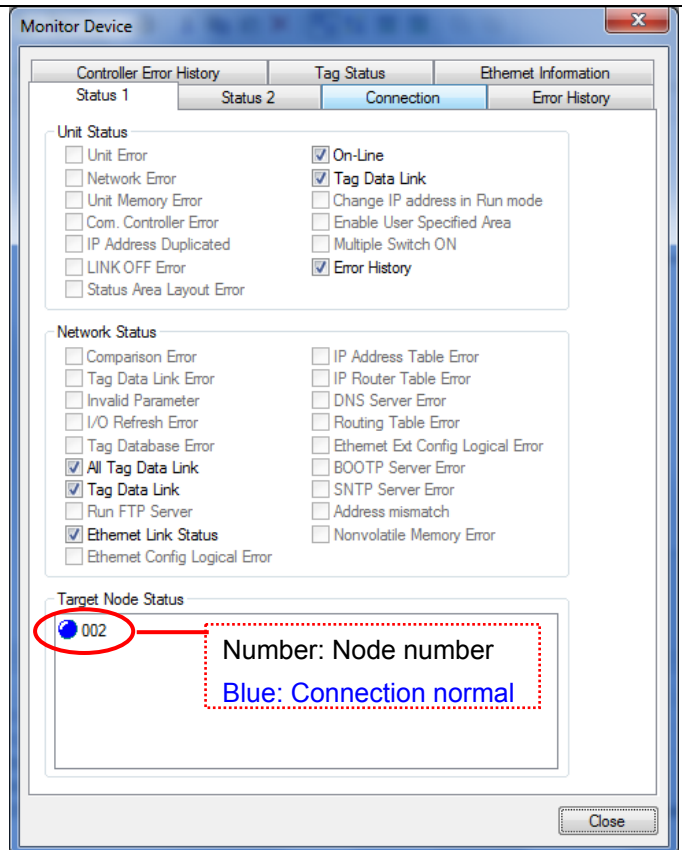 Monitor Device
Controller Error History
Tag Status
Ethernet Information
Status 1
Status 2
Connection
Error History
Unit Status
Unit Error
Network Error
Unit Memory Error
Com. Controller Error
IP Address Duplicated
LINK OFF Error
Status Area Layout Error
On-Line
Tag Data Link
Change IP address in Run mode
Enable User Specified Area
Multiple Switch ON
Error History
Network Status
Comparison Error
Tag Data Link Error
Invalid Parameter
I/O Refresh Error
Tag Database Error
All Tag Data Link
Tag Data Link
Run FTP Server
Ethernet Link Status
Ethernet Config Logical Error
IP Address Table Error
IP Router Table Error
DNS Server Error
Routing Table Error
Ethernet Ext Config Logical Error
BOOTP Server Error
SNTP Server Error
Address mismatch
Nonvolatile Memory Error
Target Node Status
002
Number: Node number
Blue: Connection normal
Close